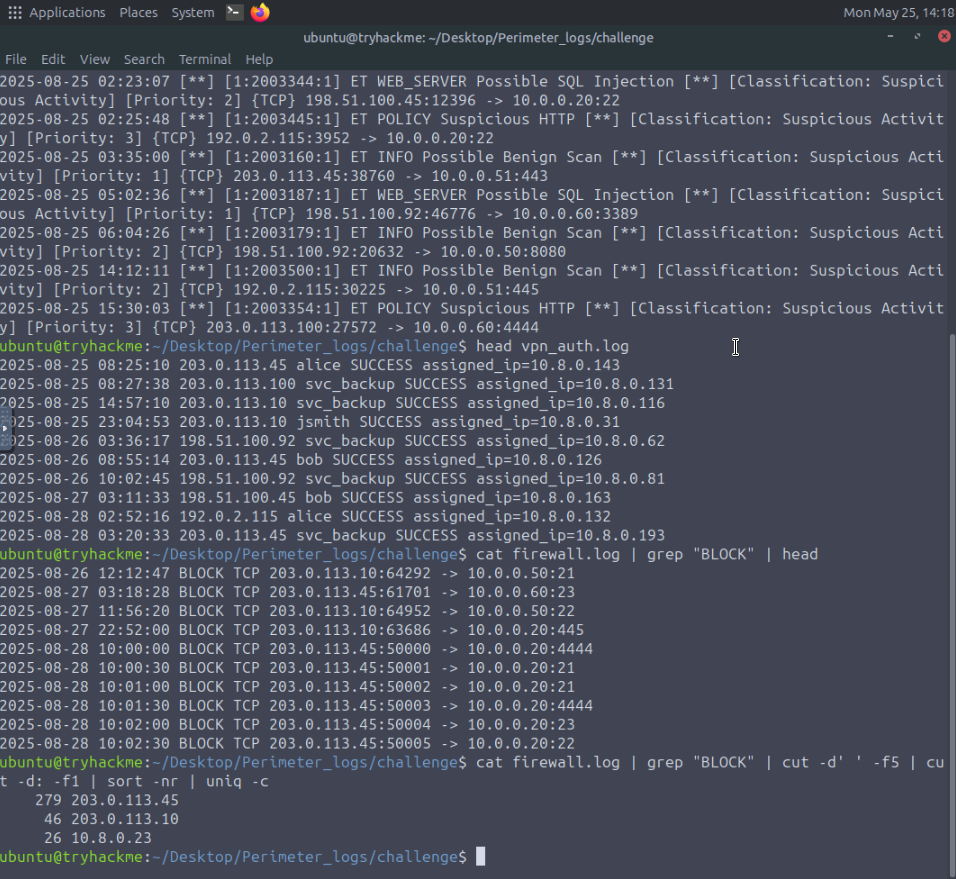 Applications Places System Mon May 25, 14:18
ubuntu@tryhackme: ~/Desktop/Perimeter_logs/challenge
File Edit View Search Terminal Help
2025-08-25 02:23:07 [**] [1:2003344:1] ET WEB_SERVER Possible SQL Injection [**] [Classification: Suspici
ous Activity] [Priority: 2] {TCP} 198.51.100.45:12396 -> 10.0.0.20:22
2025-08-25 02:25:48 [**] [1:2003445:1] ET POLICY Suspicious HTTP [**] [Classification: Suspicious Activit
y] [Priority: 3] {TCP} 192.0.2.115:3952 -> 10.0.0.20:22
2025-08-25 03:35:00 [**] [1:2003160:1] ET INFO Possible Benign Scan [**] [Classification: Suspicious Acti
vity] [Priority: 1] {TCP} 203.0.113.45:38760 -> 10.0.0.51:443
2025-08-25 05:02:36 [**] [1:2003187:1] ET WEB_SERVER Possible SQL Injection [**] [Classification: Suspici
ous Activity] [Priority: 1] {TCP} 198.51.100.92:46776 -> 10.0.0.60:3389
2025-08-25 06:04:26 [**] [1:2003179:1] ET INFO Possible Benign Scan [**] [Classification: Suspicious Acti
vity] [Priority: 2] {TCP} 198.51.100.92:20632 -> 10.0.0.50:8080
2025-08-25 14:12:11 [**] [1:2003500:1] ET INFO Possible Benign Scan [**] [Classification: Suspicious Acti
vity] [Priority: 2] {TCP} 192.0.2.115:30225 -> 10.0.0.51:445
2025-08-25 15:30:03 [**] [1:2003354:1] ET POLICY Suspicious HTTP [**] [Classification: Suspicious Activit
y] [Priority: 3] {TCP} 203.0.113.100:27572 -> 10.0.0.60:4444
ubuntu@tryhackme:~/Desktop/Perimeter_logs/challenge$ head vpn_auth.log
2025-08-25 08:25:10 203.0.113.45 alice SUCCESS assigned_ip=10.8.0.143
2025-08-25 08:27:38 203.0.113.100 svc_backup SUCCESS assigned_ip=10.8.0.131
2025-08-25 14:57:10 203.0.113.10 svc_backup SUCCESS assigned_ip=10.8.0.116
025-08-25 23:04:53 203.0.113.10 jsmith SUCCESS assigned_ip=10.8.0.31
2025-08-26 03:36:17 198.51.100.92 svc_backup SUCCESS assigned_ip=10.8.0.62
2025-08-26 08:55:14 203.0.113.45 bob SUCCESS assigned_ip=10.8.0.126
2025-08-26 10:02:45 198.51.100.92 svc_backup SUCCESS assigned_ip=10.8.0.81
2025-08-27 03:11:33 198.51.100.45 bob SUCCESS assigned_ip=10.8.0.163
2025-08-28 02:52:16 192.0.2.115 alice SUCCESS assigned_ip=10.8.0.132
2025-08-28 03:20:33 203.0.113.45 svc_backup SUCCESS assigned_ip=10.8.0.193
ubuntu@tryhackme:~/Desktop/Perimeter_logs/challenge$ cat firewall.log | grep "BLOCK" | head
2025-08-26 12:12:47 BLOCK TCP 203.0.113.10:64292 -> 10.0.0.50:21
2025-08-27 03:18:28 BLOCK TCP 203.0.113.45:61701 -> 10.0.0.60:23
2025-08-27 11:56:20 BLOCK TCP 203.0.113.10:64952 -> 10.0.0.50:22
2025-08-27 22:52:00 BLOCK TCP 203.0.113.10:63686 -> 10.0.0.20:445
2025-08-28 10:00:00 BLOCK TCP 203.0.113.45:50000 -> 10.0.0.20:4444
2025-08-28 10:00:30 BLOCK TCP 203.0.113.45:50001 -> 10.0.0.20:21
2025-08-28 10:01:00 BLOCK TCP 203.0.113.45:50002 -> 10.0.0.20:21
2025-08-28 10:01:30 BLOCK TCP 203.0.113.45:50003 -> 10.0.0.20:4444
2025-08-28 10:02:00 BLOCK TCP 203.0.113.45:50004 -> 10.0.0.20:23
2025-08-28 10:02:30 BLOCK TCP 203.0.113.45:50005 -> 10.0.0.20:22
ubuntu@tryhackme:~/Desktop/Perimeter_logs/challenge$ cat firewall.log | grep "BLOCK" | cut -d' ' -f5 | cu
t -d: -f1 | sort -nr | uniq -c
279 203.0.113.45
46 203.0.113.10
26 10.8.0.23
ubuntu@tryhackme:~/Desktop/Perimeter_logs/challenge$